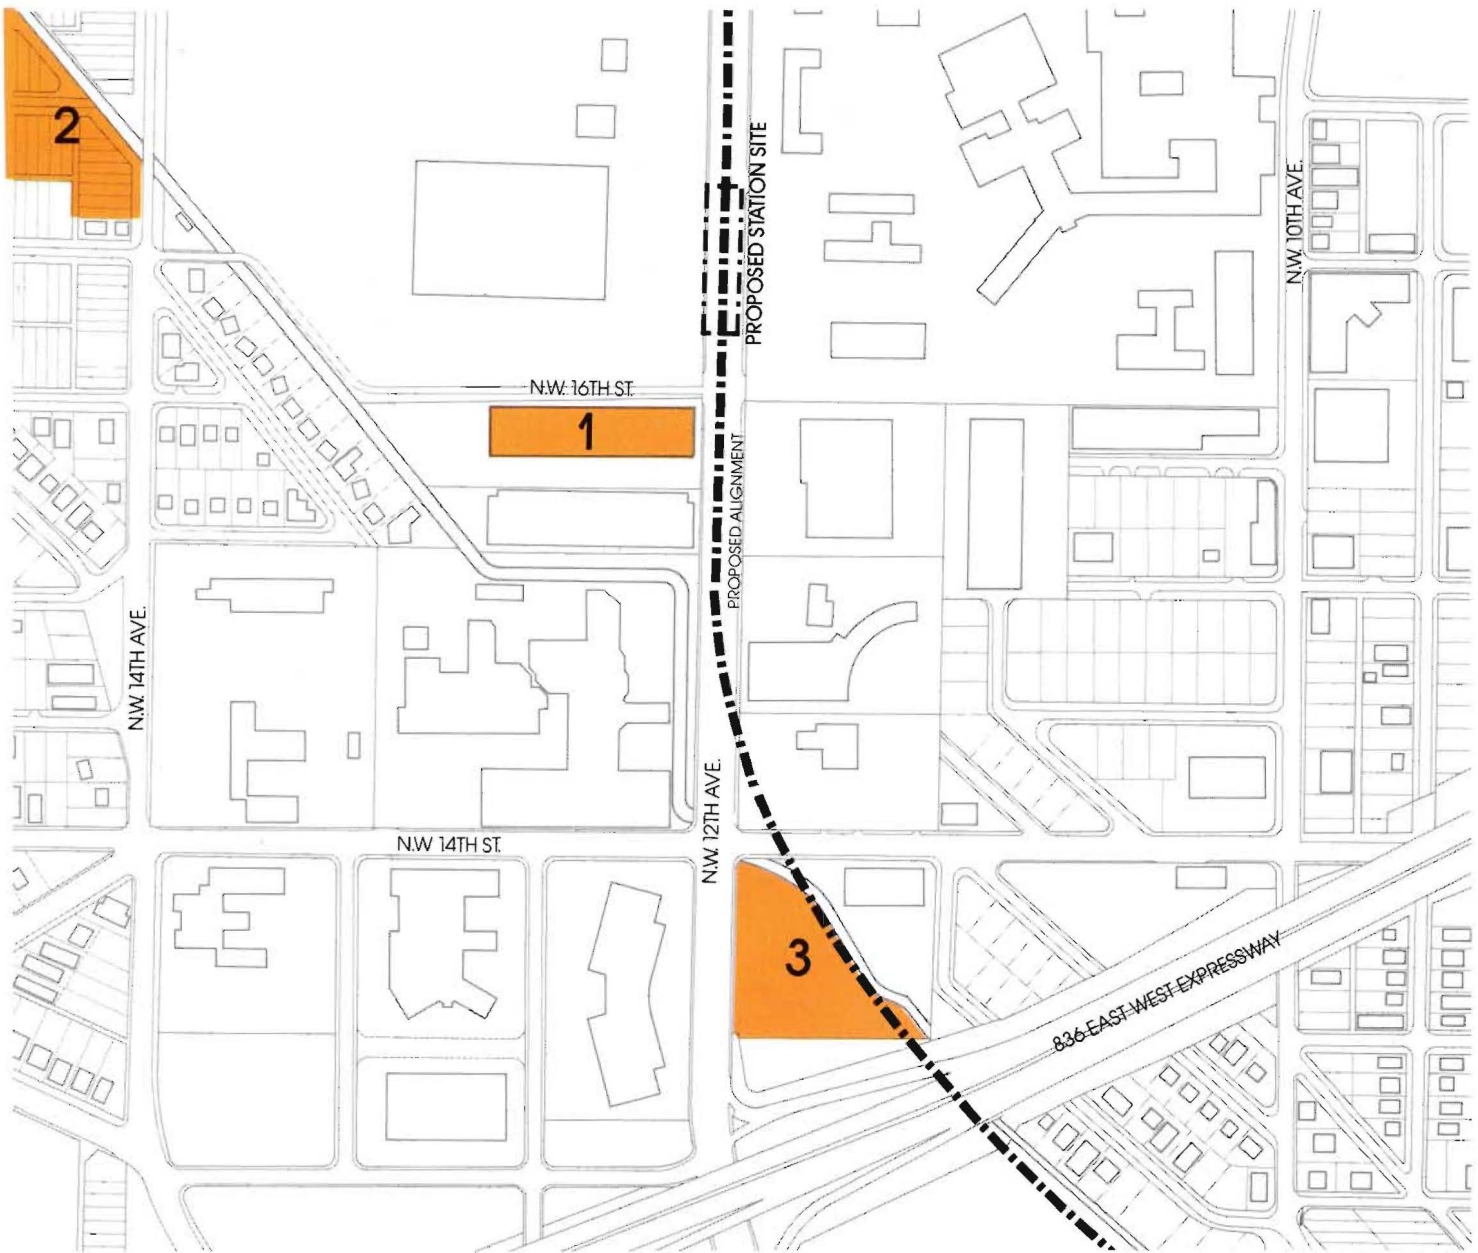 2
PROPOSED STATION SITE
N.W. 10TH AVE.
N.W. 16TH ST.
1
PROPOSED ALIGNMENT
N.W. 14TH AVE.
N.W. 12TH AVE.
N.W 14TH ST.
3
836 EAST WEST EXPRESSWAY